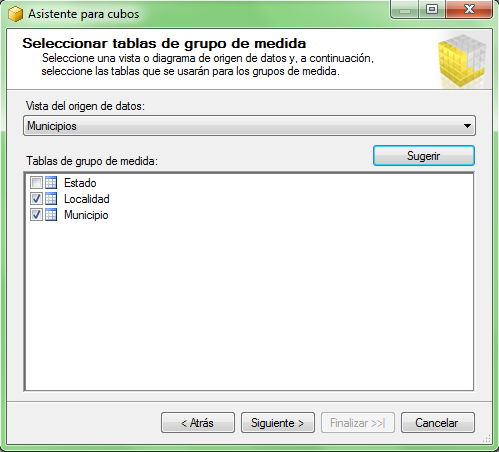 Asistente para cubos
Seleccionar tablas de grupo de medida
Seleccione una vista o diagrama de origen de datos y, a continuación,
seleccione las tablas que se usarán para los grupos de medida.
Vista del origen de datos:
Municipios
Sugerir
Tablas de grupo de medida:
Estado
Localidad
Municipio
< Atrás
Siguiente >
Finalizar >>|
Cancelar